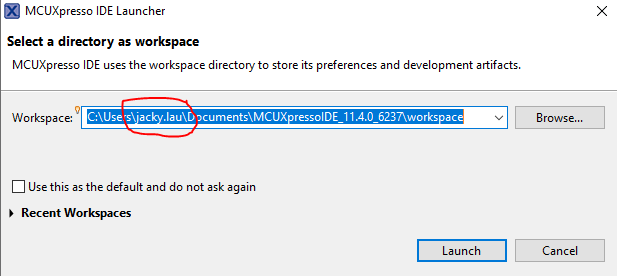 MCUXpresso IDE Launcher
Select a directory as workspace
MCUXpresso IDE uses the workspace directory to store its preferences and development artifacts.
Workspace: C:\Users\jacky.lau\Documents\MCUXpressoIDE_11.4.0_6237\workspace Browse...
Use this as the default and do not ask again
Recent Workspaces
Launch Cancel